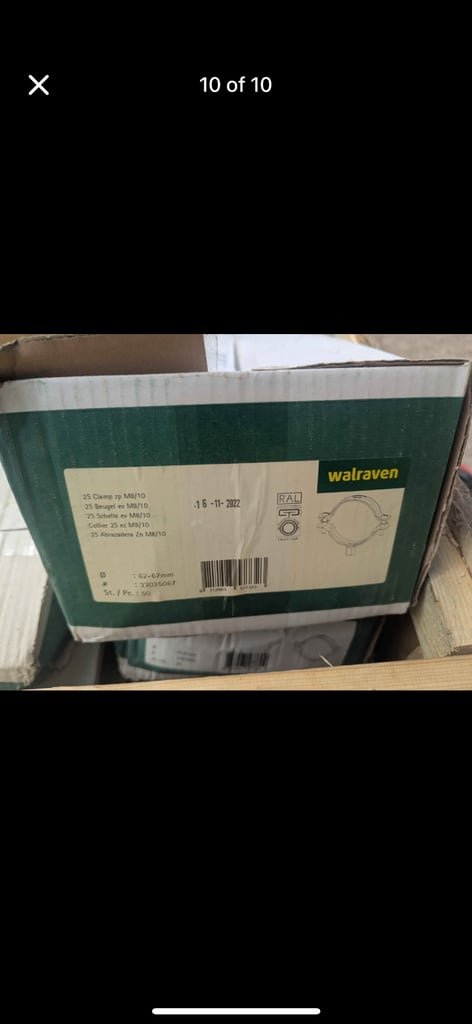 10 of 10
walraven
25 Clamp zp M8/10
25 Beugel ev M8/10
25 Schelle ev M8/10
Collier 25 ez M8/10
25 Abrazadera Zn M8/10
16-11-2022
RAL
Ø : 62-67mm
# : 33035067
St. / Pc. : 50